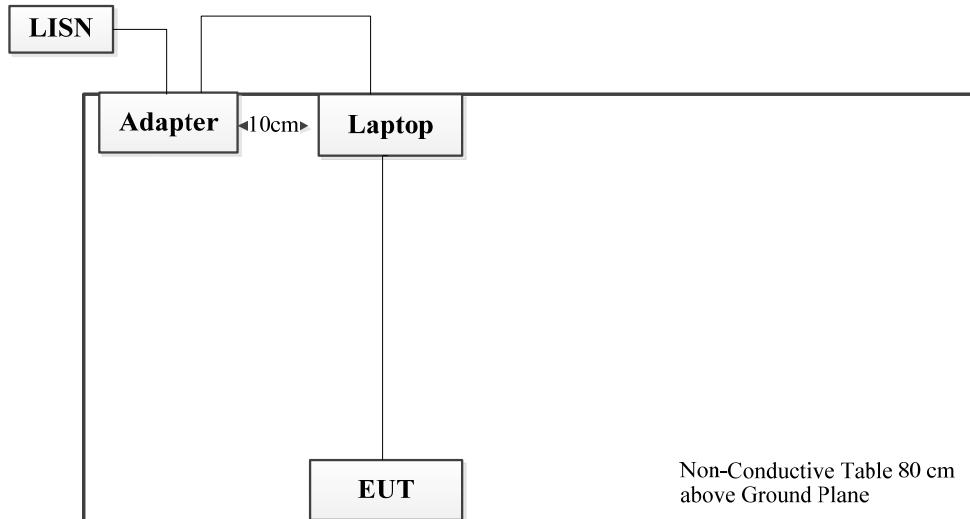 LISN
Adapter
10cm
Laptop
EUT
Non-Conductive Table 80 cm
above Ground Plane